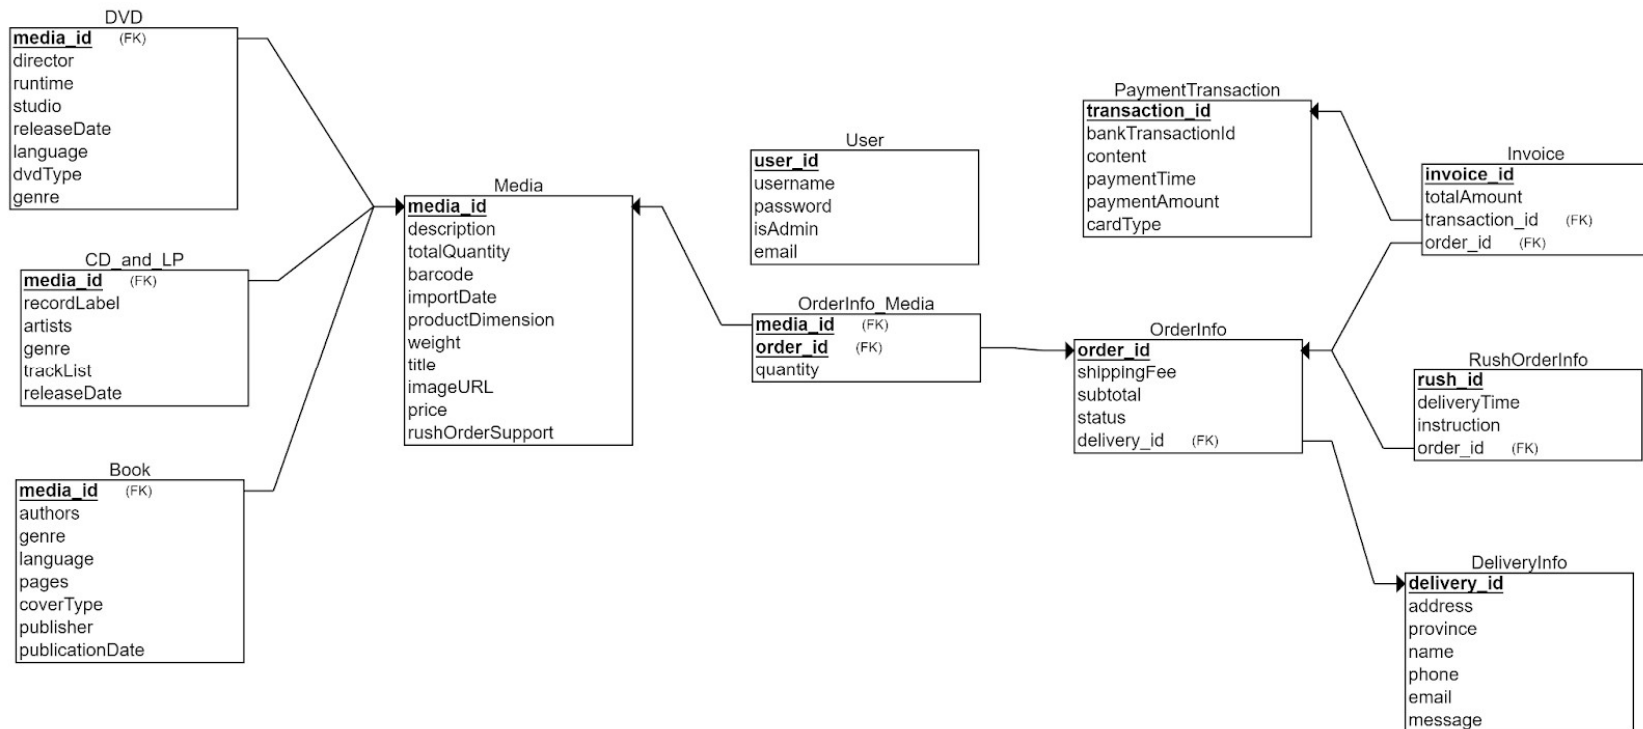 DVD
media_id (FK)
director
runtime
studio
releaseDate
language
dvdType
genre
CD_and_LP
media_id (FK)
recordLabel
artists
genre
trackList
releaseDate
Book
media_id (FK)
authors
genre
language
pages
coverType
publisher
publicationDate
Media
media_id
description
totalQuantity
barcode
importDate
productDimension
weight
title
imageURL
price
rushOrderSupport
User
user_id
username
password
isAdmin
email
OrderInfo_Media
media_id (FK)
order_id (FK)
quantity
PaymentTransaction
transaction_id
bankTransactionId
content
paymentTime
paymentAmount
cardType
OrderInfo
order_id
shippingFee
subtotal
status
delivery_id (FK)
Invoice
invoice_id
totalAmount
transaction_id (FK)
order_id (FK)
RushOrderInfo
rush_id
deliveryTime
instruction
order_id (FK)
DeliveryInfo
delivery_id
address
province
name
phone
email
message